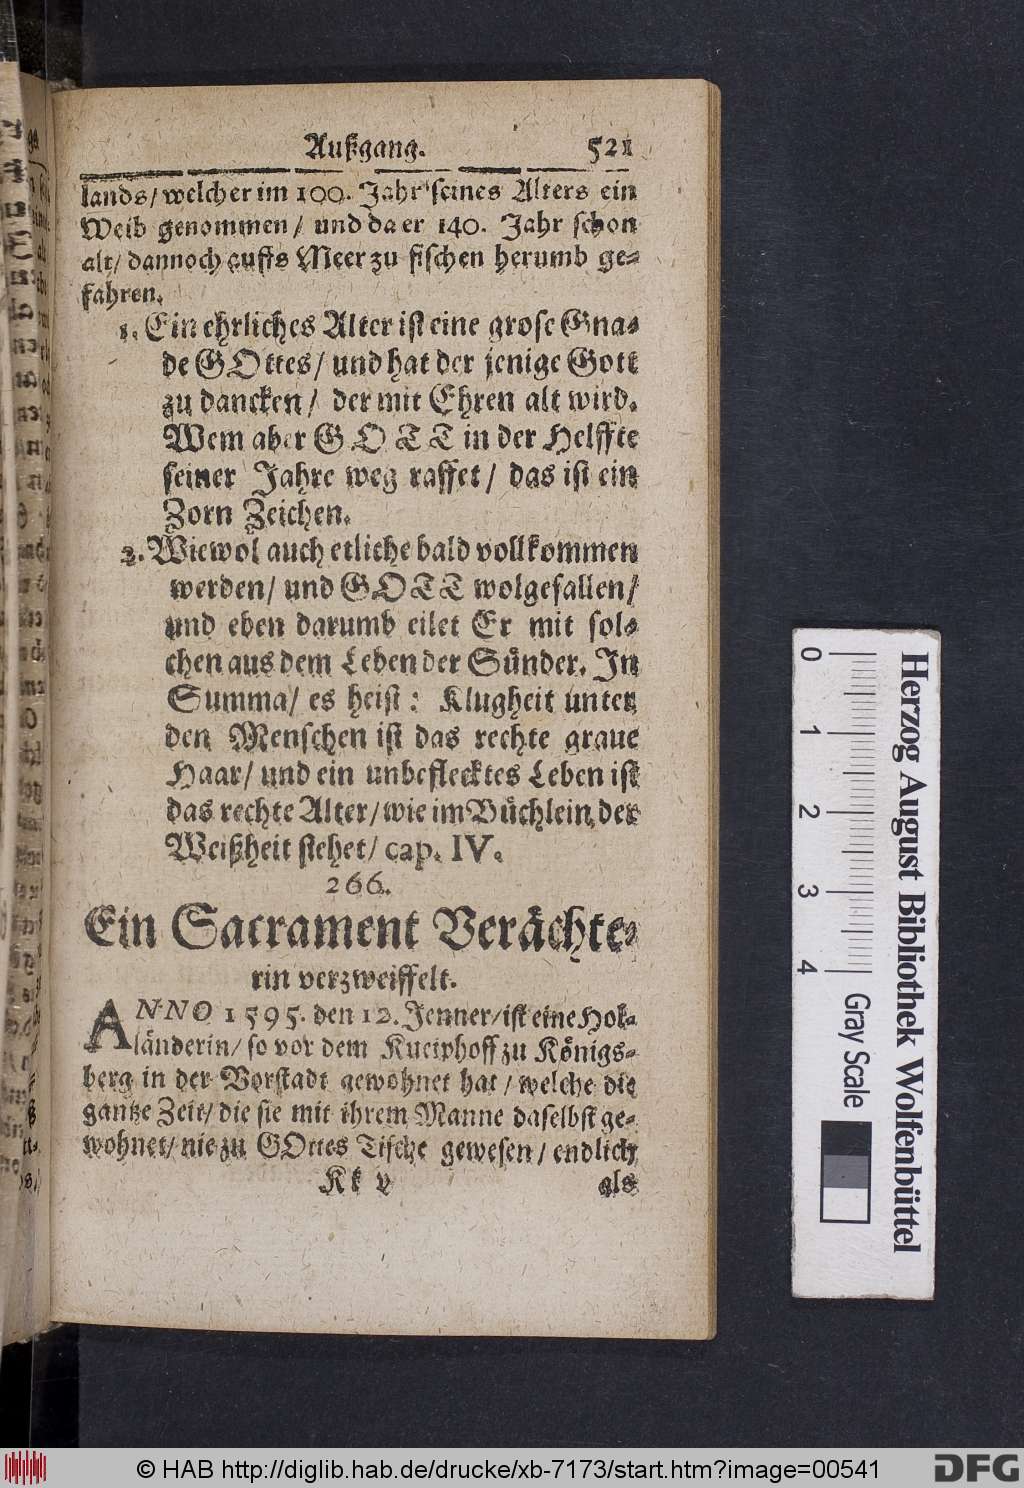 Außgang. 521
lands/ welcher im 100. Jahr seines Alters ein
Weib genommen/ und da er 140. Jahr schon
alt/ dannoch auffs Meer zu fischen herumb ge-
fahren.
1. Ein ehrliches Alter ist eine grose Gna-
de GOttes/ und hat der jenige Gott
zu dancken/ der mit Ehren alt wird.
Wem aber GOTT in der Helffte
seiner Jahre weg raffet/ das ist ein
Zorn Zeichen.
2. Wiewol auch etliche bald vollkommen
werden/ und GOTT wolgefallen/
und eben darumb eilet Er mit sol-
chen aus dem Leben der Sünder. In
Summa/ es heist: Klugheit unter
den Menschen ist das rechte graue
Haar/ und ein unbeflecktes Leben ist
das rechte Alter/ wie im Büchlein der
Weißheit stehet/ cap. IV.
266.
Ein Sacrament Verächte-
rin verzweiffelt.
ANNO 1595. den 12. Jenner/ ist eine Hol-
länderin/ so vor dem Kneiphoff zu Königs-
berg in der Vorstadt gewohnet hat/ welche die
gantze Zeit/ die sie mit ihrem Manne daselbst ge-
wohnet/ nie zu GOttes Tische gewesen/ endlich
Kk v als
0 1 2 3 4
Gray Scale
Herzog August Bibliothek Wolfenbüttel
© HAB http://diglib.hab.de/drucke/xb-7173/start.htm?image=00541
DFG